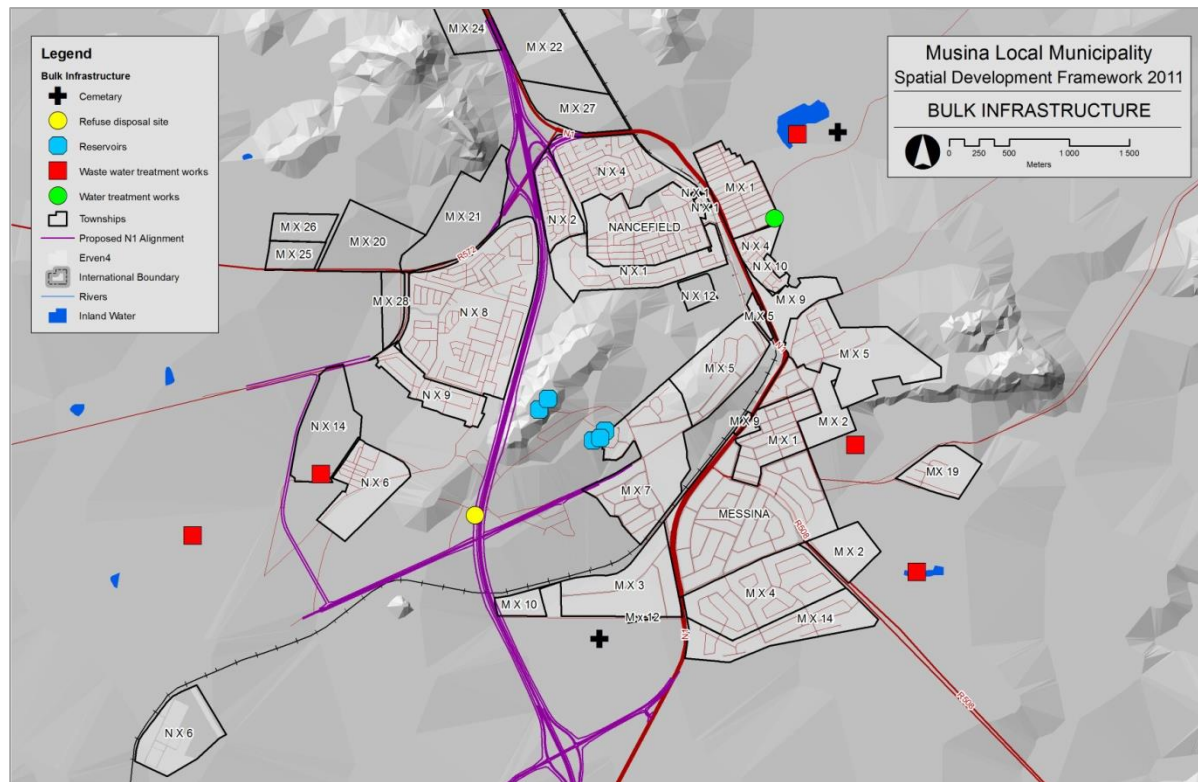 Legend
Bulk Infrastructure
Cemetary
Refuse disposal site
Reservoirs
Waste water treatment works
Water treatment works
Townships
Proposed N1 Alignment
Erven4
International Boundary
Rivers
Inland Water
Musina Local Municipality
Spatial Development Framework 2011
BULK INFRASTRUCTURE
0 250 500 1 000 1 500
Meters
M X 24
M X 22
M X 27
N1
N X 4
M X 1
N X 1
N X 1
M X 26
M X 21
N X 2
NANCEFIELD
M X 20
M X 25
R572
N X 4
N X 1
N X 10
M X 28
N X 12
M X 9
N X 8
M X 5
N1
M X 5
M X 5
N X 9
M X 9
M X 2
N X 14
M X 1
N X 6
MX 19
M X 7
MESSINA
R508
M X 2
M X 3
M X 4
M X 10
M x 12
M X 14
N1
R 508
N X 6